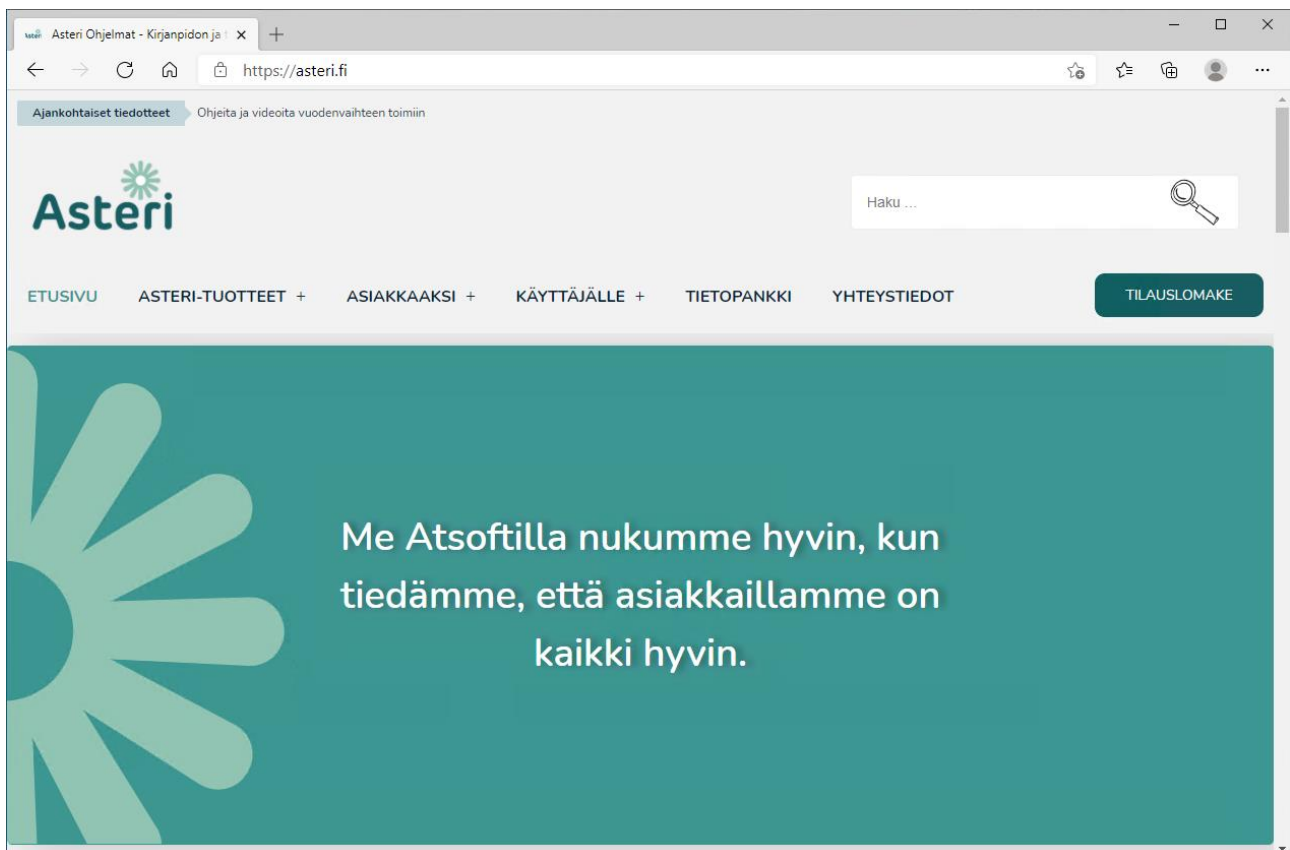 Asteri Ohjelmat - Kirjanpidon ja
https://asteri.fi
Ajankohtaiset tiedotteet Ohjeita ja videoita vuodenvaihteen toimiin
Asteri
Haku ...
ETUSIVU ASTERI-TUOTTEET + ASIAKKAAKSI + KÄYTTÄJÄLLE + TIETOPANKKI YHTEYSTIEDOT TILAUSLOMAKE
Me Atsoftilla nukumme hyvin, kun
tiedämme, että asiakkaillamme on
kaikki hyvin.